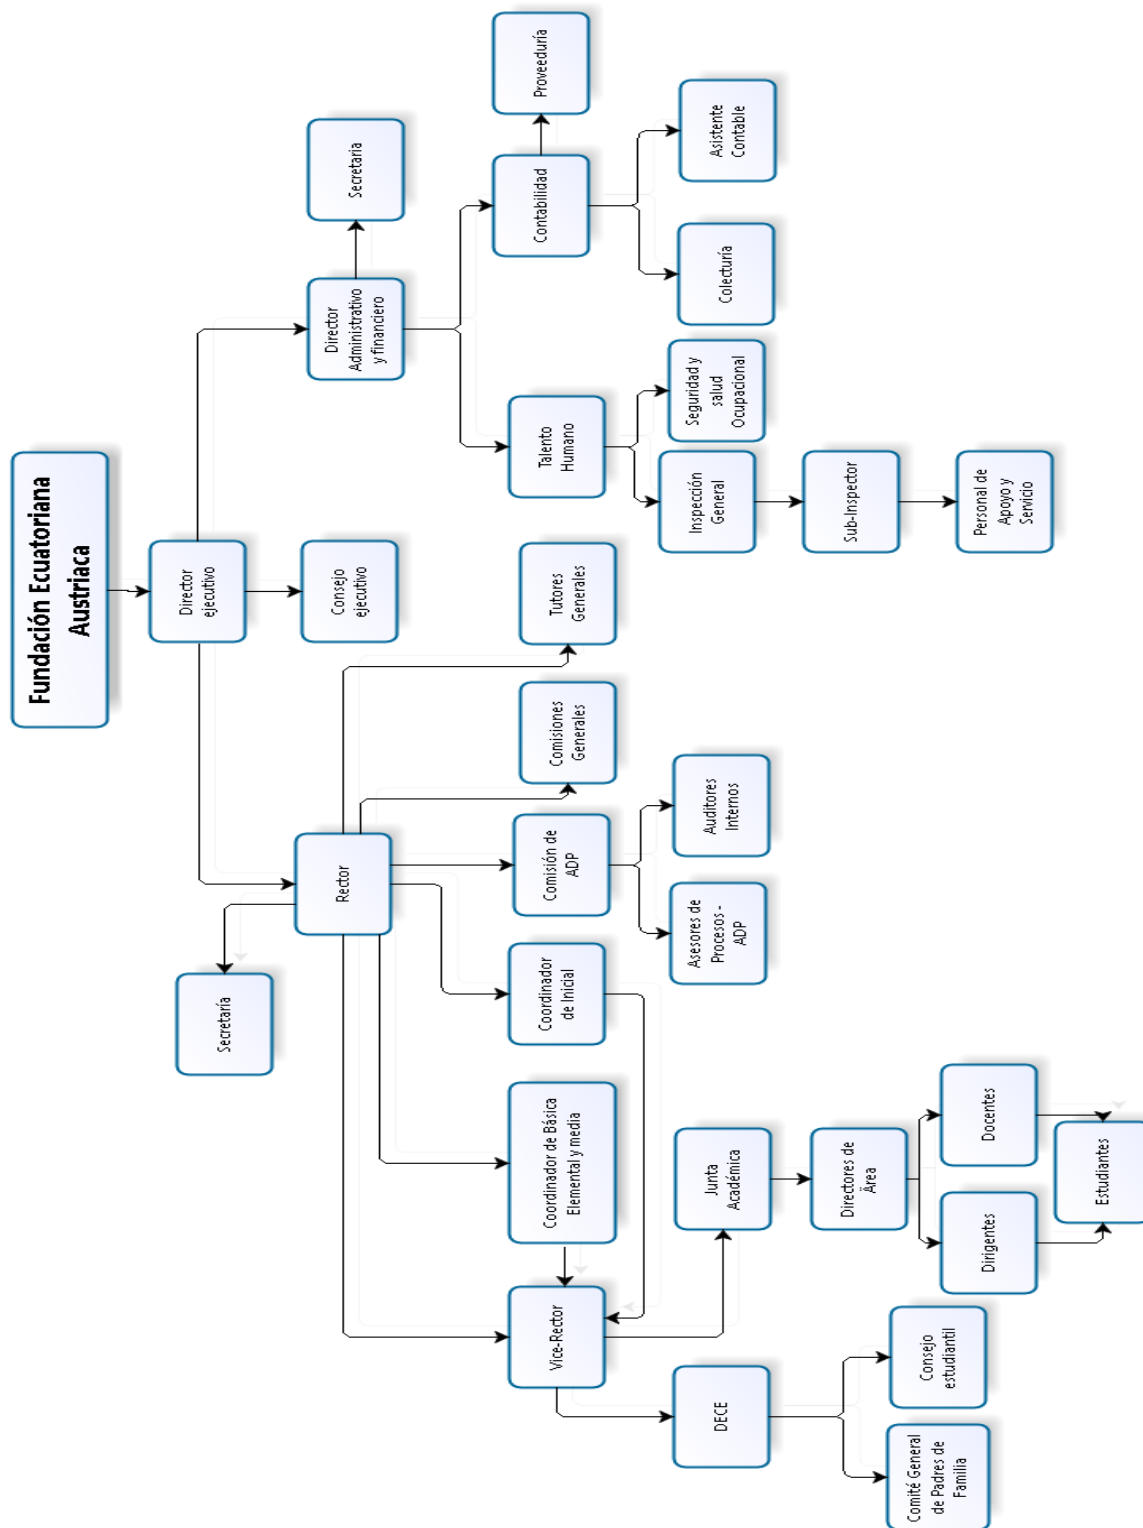 Fundación Ecuatoriana
Austriaca
Director
ejecutivo
Consejo
ejecutivo
Secretaría
Rector
Director
Administrativo
y financiero
Secretaria
Vice-Rector
Coordinador de Básica
Elemental y media
Coordinador
de Inicial
Comisión de
ADP
Comisiones
Generales
Tutores
Generales
Talento
Humano
Contabilidad
Proveeduría
DECE
Junta
Académica
Asesores de
Procesos -
ADP
Auditores
Internos
Inspección
General
Seguridad y
salud
Ocupacional
Colecturía
Asistente
Contable
Directores de
Área
Sub-Inspector
Comité General
de Padres de
Familia
Consejo
estudiantil
Dirigentes
Docentes
Personal de
Apoyo y
Servicio
Estudiantes